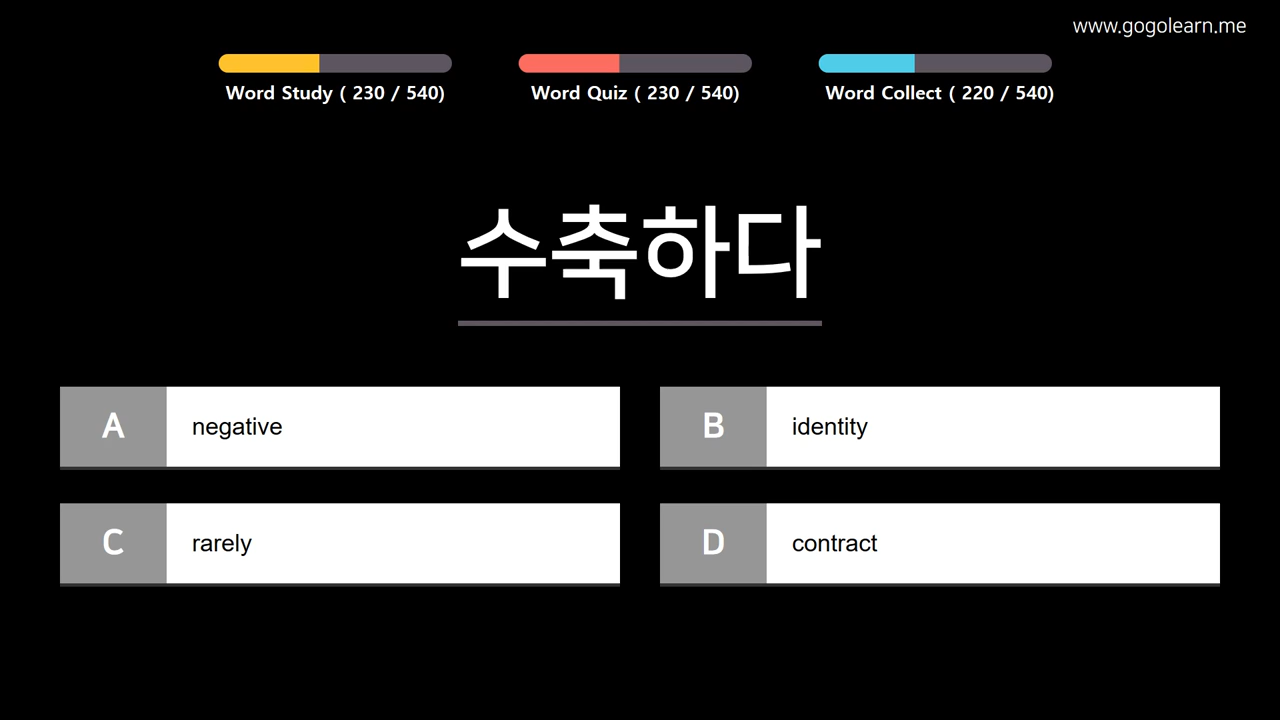 www.gogolearn.me
Word Study ( 230 / 540)
Word Quiz ( 230 / 540)
Word Collect ( 220 / 540)
수축하다
A negative
B identity
C rarely
D contract